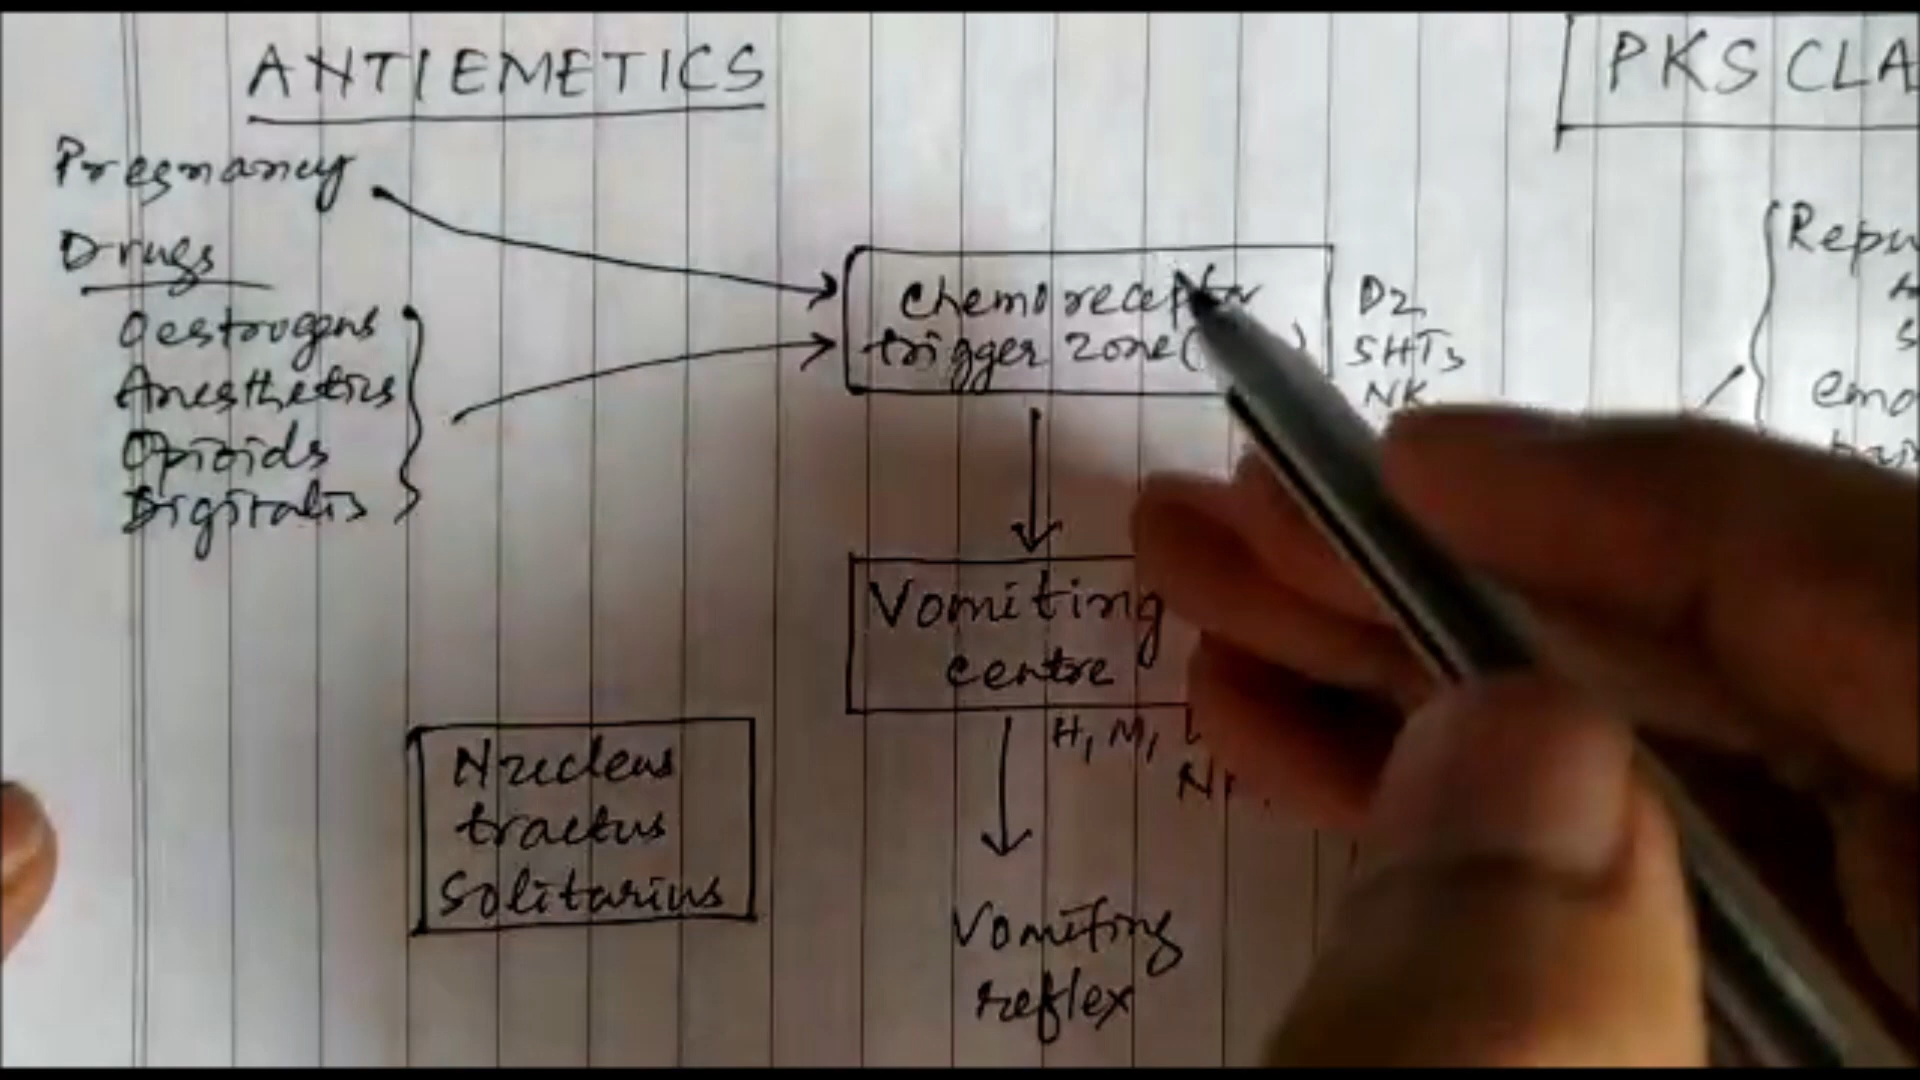 ANTIEMETICS
PKS CLA
Pregnancy
Drugs
Oestrogens
Anesthetics
Opioids
Digitalis
Chemoreceptor
trigger zone (
D2
5HT3
NK
Repu
emo
Vomiting
centre
H1 M1
Nucleus
tractus
Solitarius
Vomiting
reflex